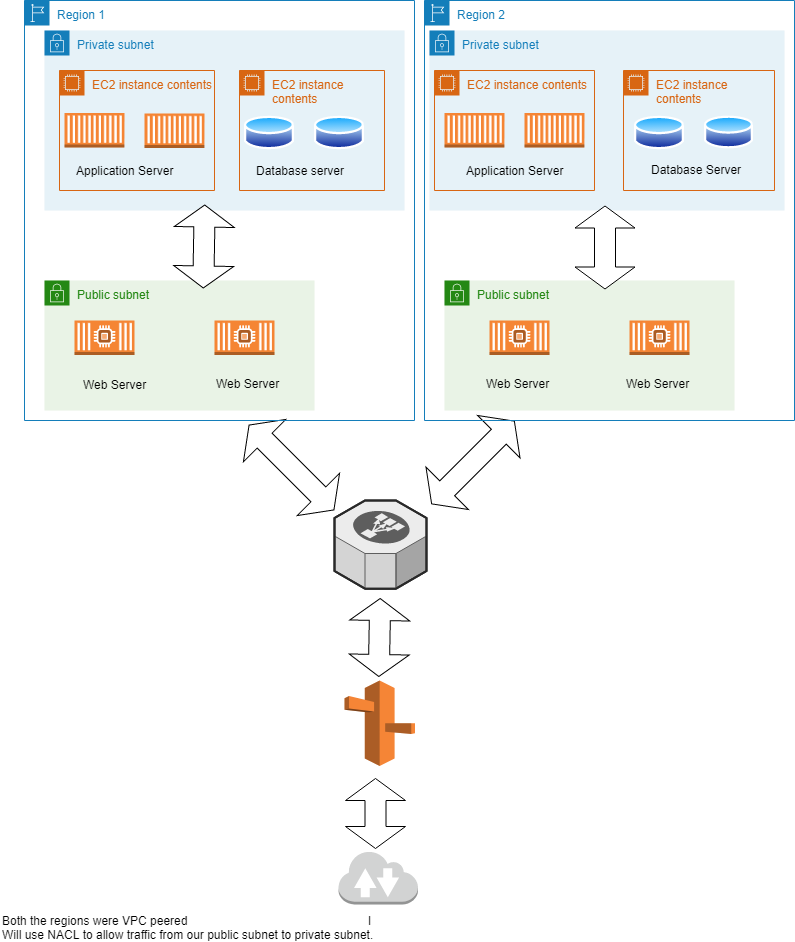 Region 1
Region 2
Private subnet
Private subnet
EC2 instance contents
EC2 instance
contents
EC2 instance contents
EC2 instance
contents
Application Server
Database server
Application Server
Database Server
Public subnet
Public subnet
Web Server
Web Server
Web Server
Web Server
Both the regions were VPC peered
I
Will use NACL to allow traffic from our public subnet to private subnet.